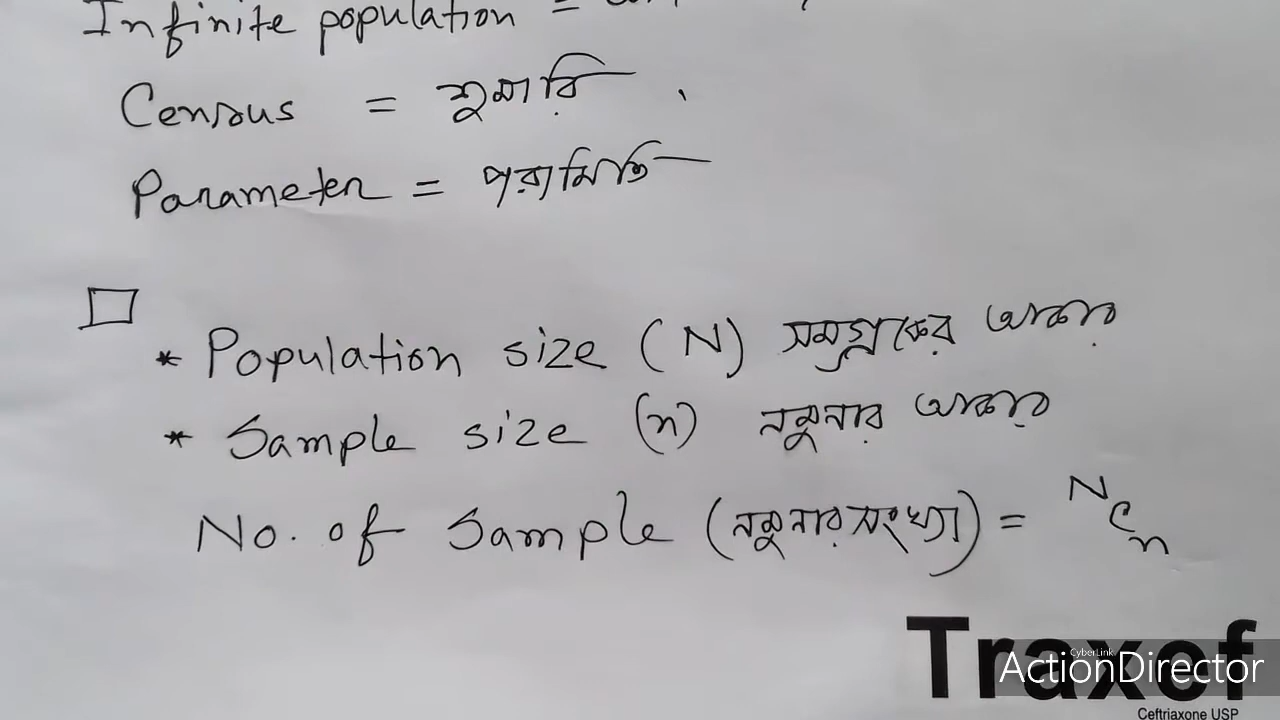 Infinite population =
Census = শুমারি
Parameter = পরামিতি
* Population size (N) সমগ্রকের আকার
* Sample size (n) নমুনার আকার
No. of Sample (নমুনার সংখ্যা) = ᴺCₙ
Traxef
CyberLink
ActionDirector
Ceftriaxone USP